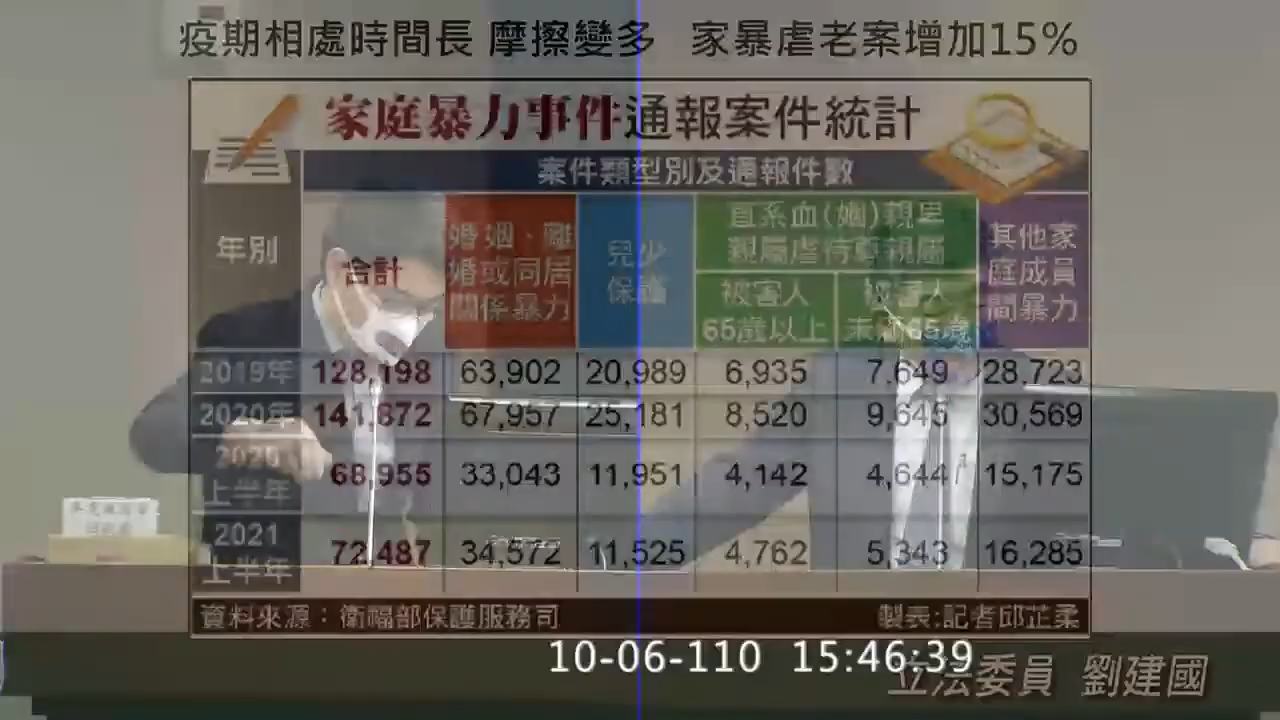 疫期相處時間長 摩擦變多 家暴虐老案增加15%
家庭暴力事件通報案件統計
案件類型別及通報件數
年別
合計
婚姻、離
婚或同居
關係暴力
兒少
保護
直系血(姻)親卑
親屬虐待尊親屬
被害人
65歲以上
被害人
未滿65歲
其他家
庭成員
間暴力
2019年 128,198 63,902 20,989 6,935 7,649 28,723
2020年 141,872 67,957 25,181 8,520 9,645 30,569
2020
上半年 68,955 33,043 11,951 4,142 4,644 15,175
2021
上半年 72,487 34,572 11,525 4,762 5,343 16,285
資料來源：衛福部保護服務司 製表:記者邱芷柔
10-06-110 15:46:39
立法委員 劉建國